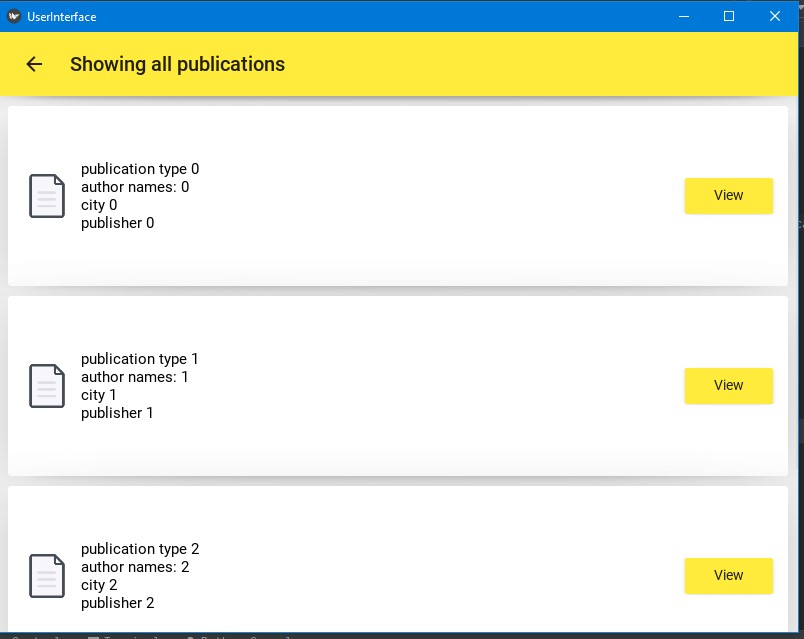 UserInterface
Showing all publications
publication type 0
author names: 0
city 0
publisher 0
View
publication type 1
author names: 1
city 1
publisher 1
View
publication type 2
author names: 2
city 2
publisher 2
View